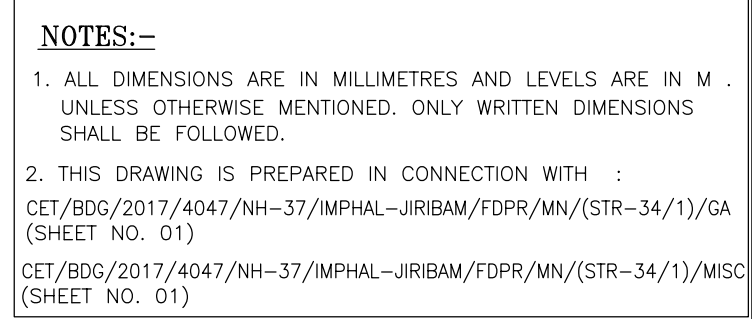 NOTES:-
1. ALL DIMENSIONS ARE IN MILLIMETRES AND LEVELS ARE IN M .
UNLESS OTHERWISE MENTIONED. ONLY WRITTEN DIMENSIONS
SHALL BE FOLLOWED.
2. THIS DRAWING IS PREPARED IN CONNECTION WITH :
CET/BDG/2017/4047/NH-37/IMPHAL-JIRIBAM/FDPR/MN/(STR-34/1)/GA
(SHEET NO. 01)
CET/BDG/2017/4047/NH-37/IMPHAL-JIRIBAM/FDPR/MN/(STR-34/1)/MISC
(SHEET NO. 01)